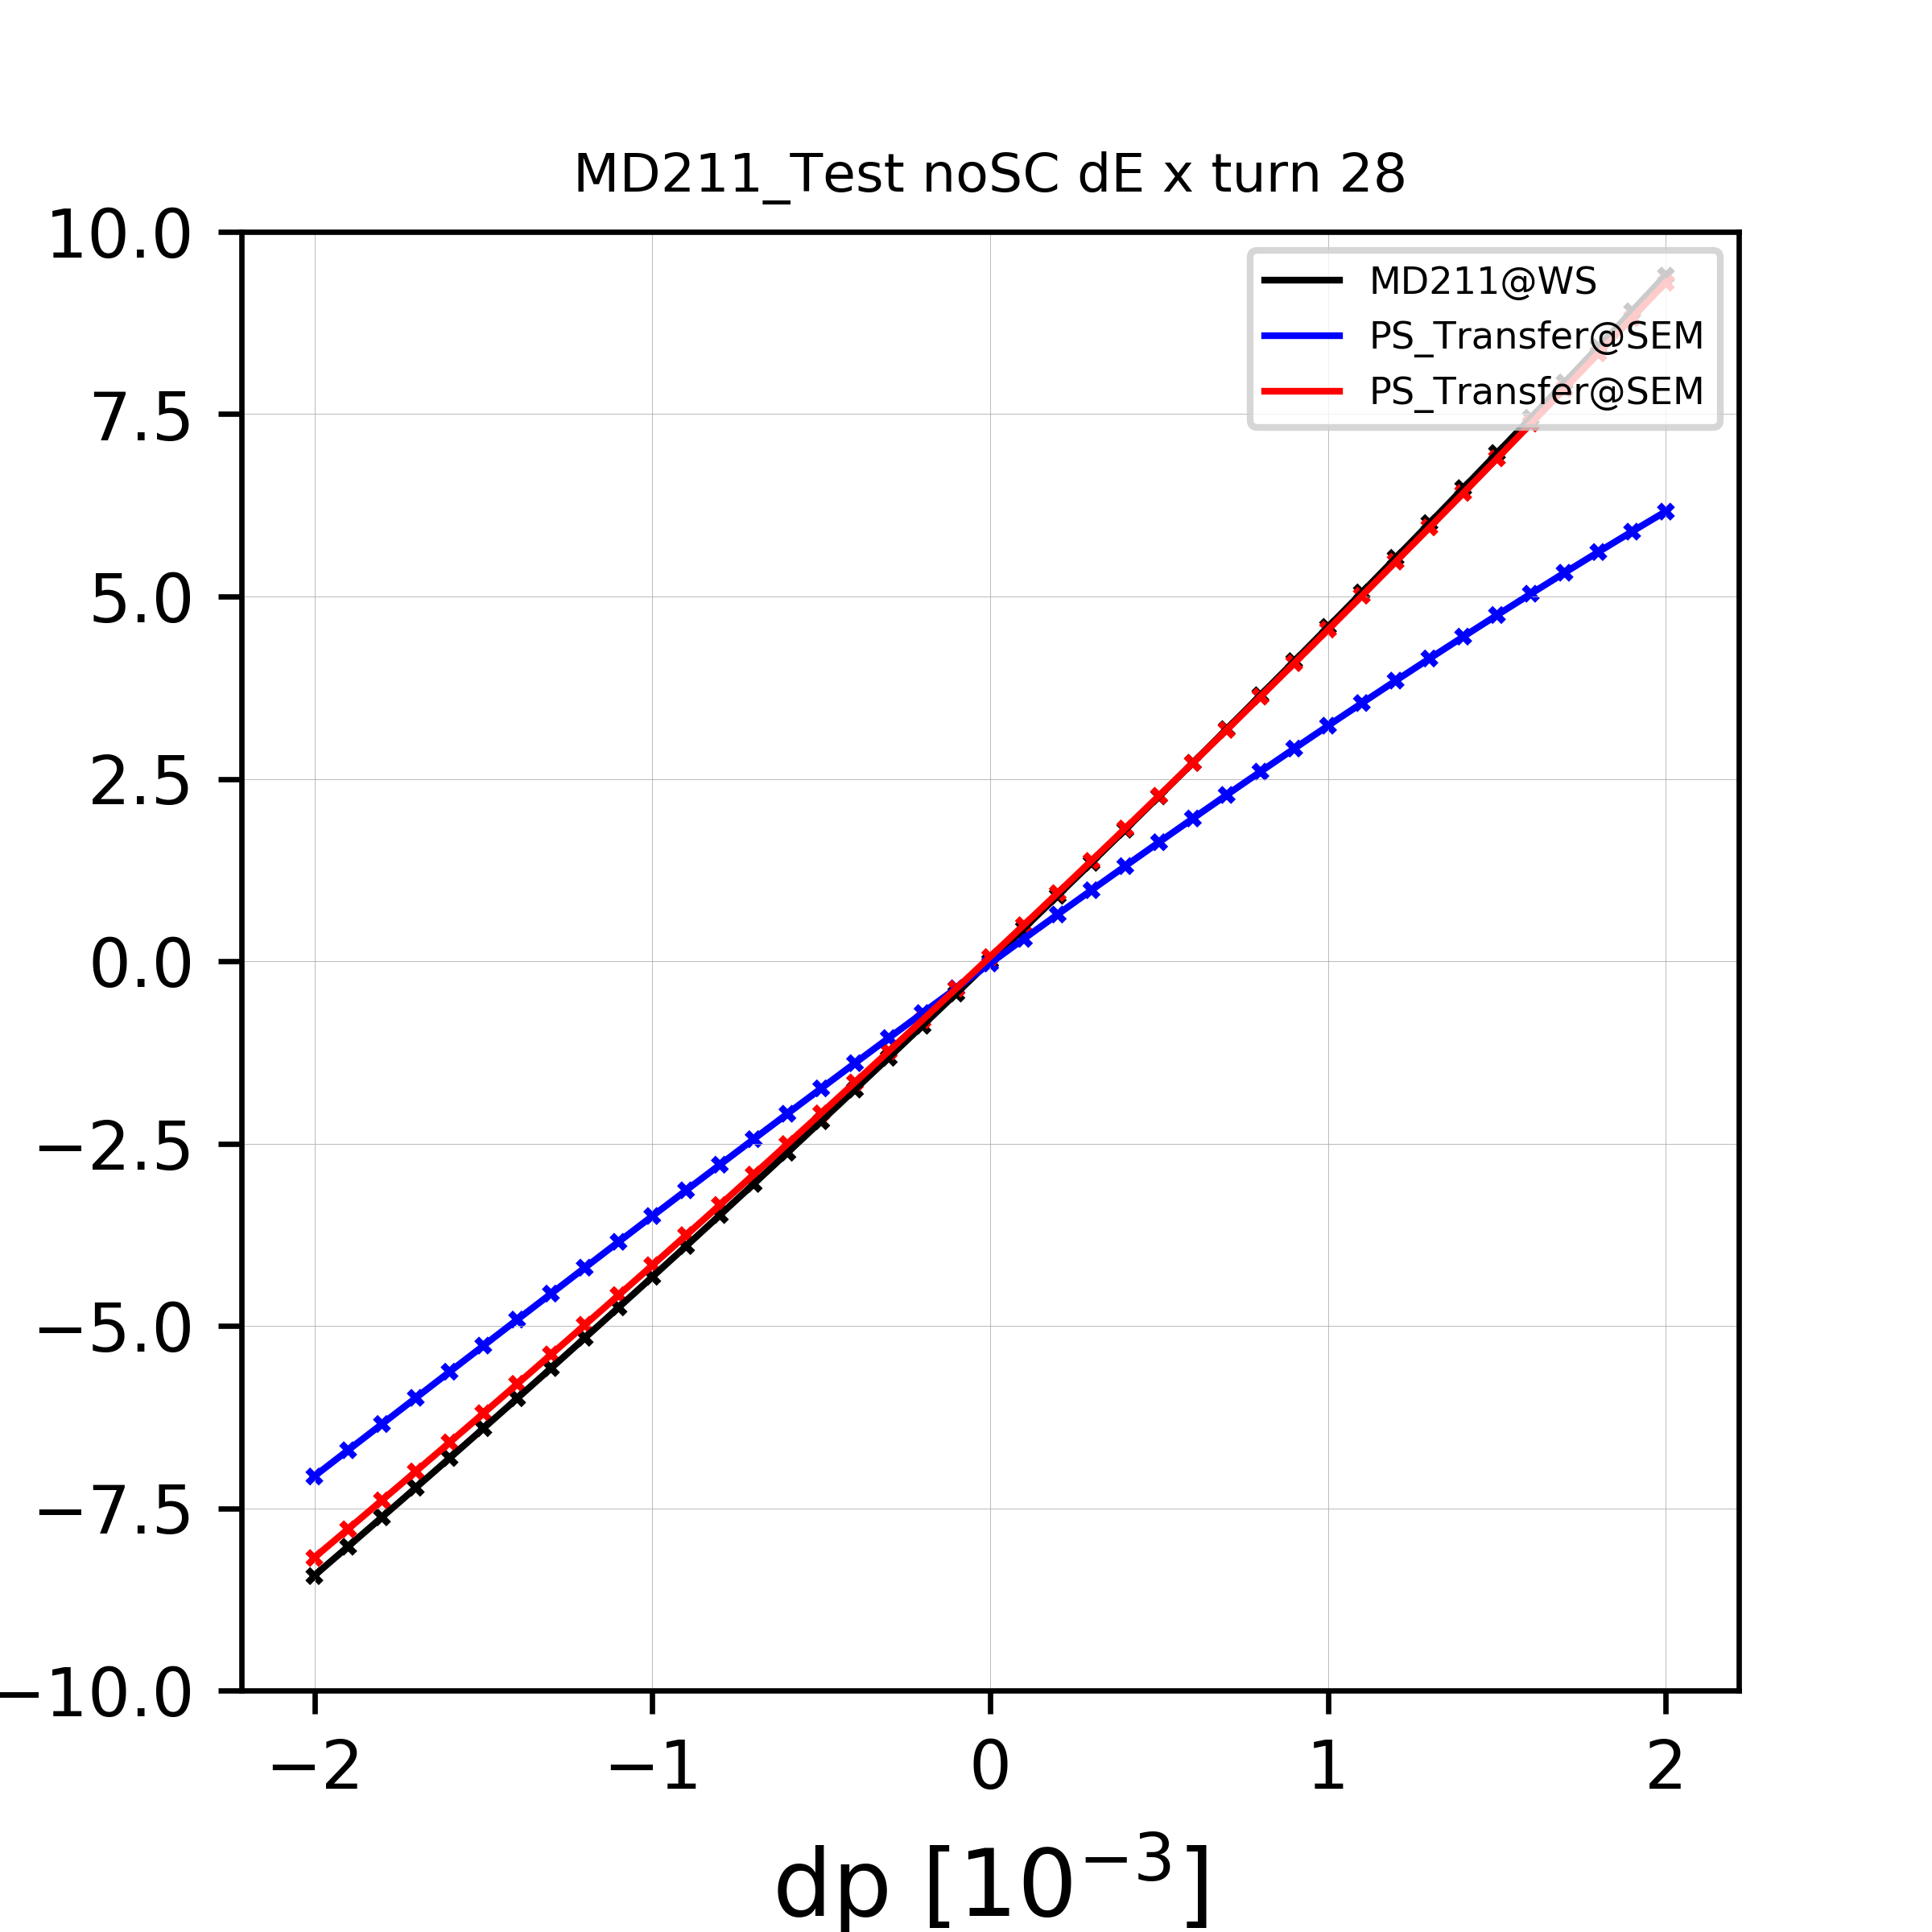 MD211_Test noSC dE x turn 28
10.0
7.5
5.0
2.5
0.0
−2.5
−5.0
−7.5
−10.0
MD211@WS
PS_Transfer@SEM
PS_Transfer@SEM
−2 −1 0 1 2
dp [10⁻³]